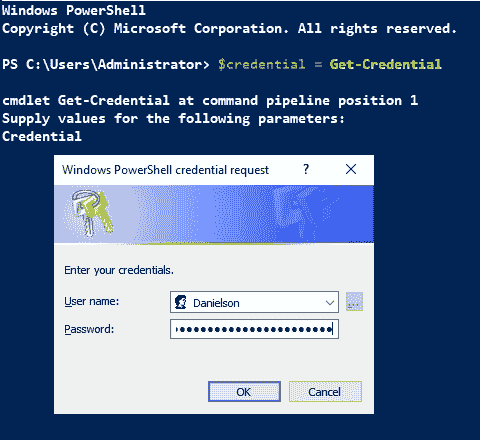 Windows PowerShell
Copyright (C) Microsoft Corporation. All rights reserved.
PS C:\Users\Administrator> $credential = Get-Credential
cmdlet Get-Credential at command pipeline position 1
Supply values for the following parameters:
Credential
Windows PowerShell credential request
Enter your credentials.
User name:
Danielson
...
Password:
OK
Cancel